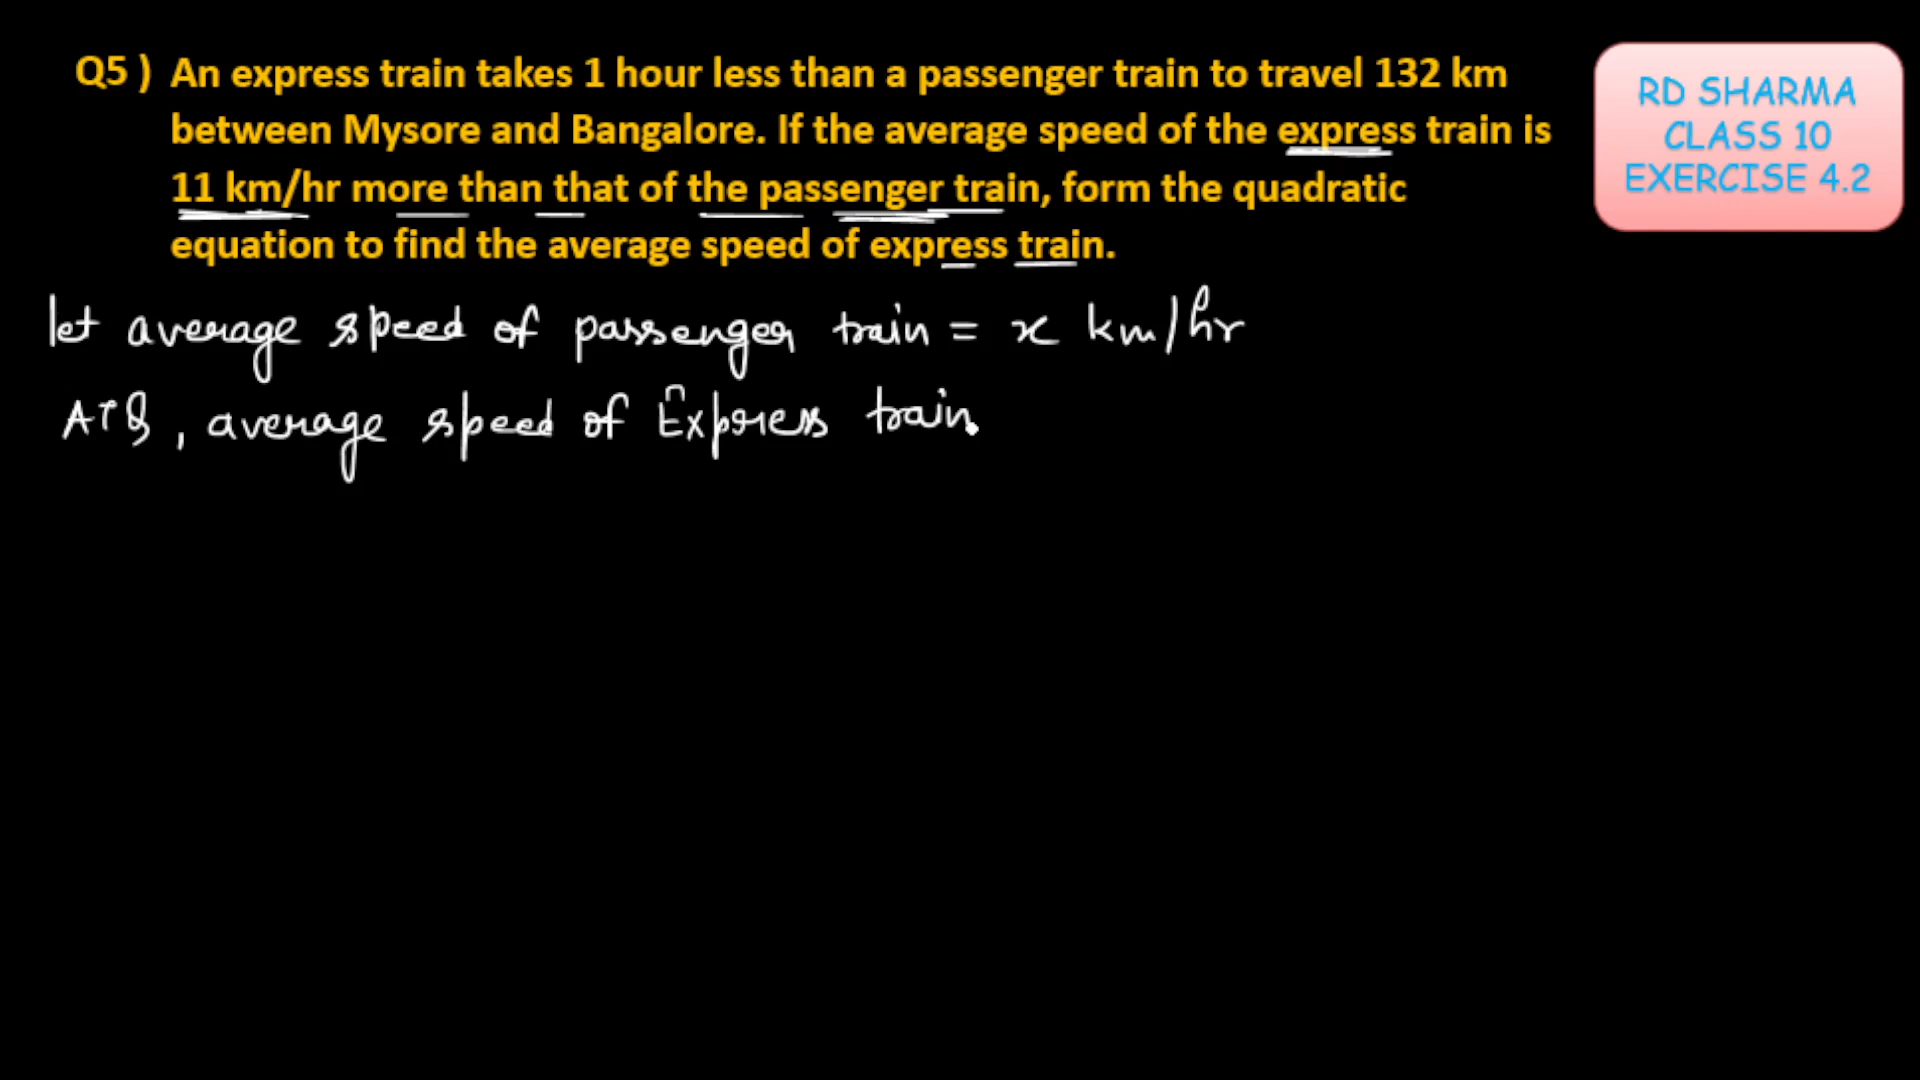 Q5 ) An express train takes 1 hour less than a passenger train to travel 132 km
between Mysore and Bangalore. If the average speed of the express train is
11 km/hr more than that of the passenger train, form the quadratic
equation to find the average speed of express train.
RD SHARMA
CLASS 10
EXERCISE 4.2
let average speed of passenger train = x km/hr
ATQ, average speed of Express train